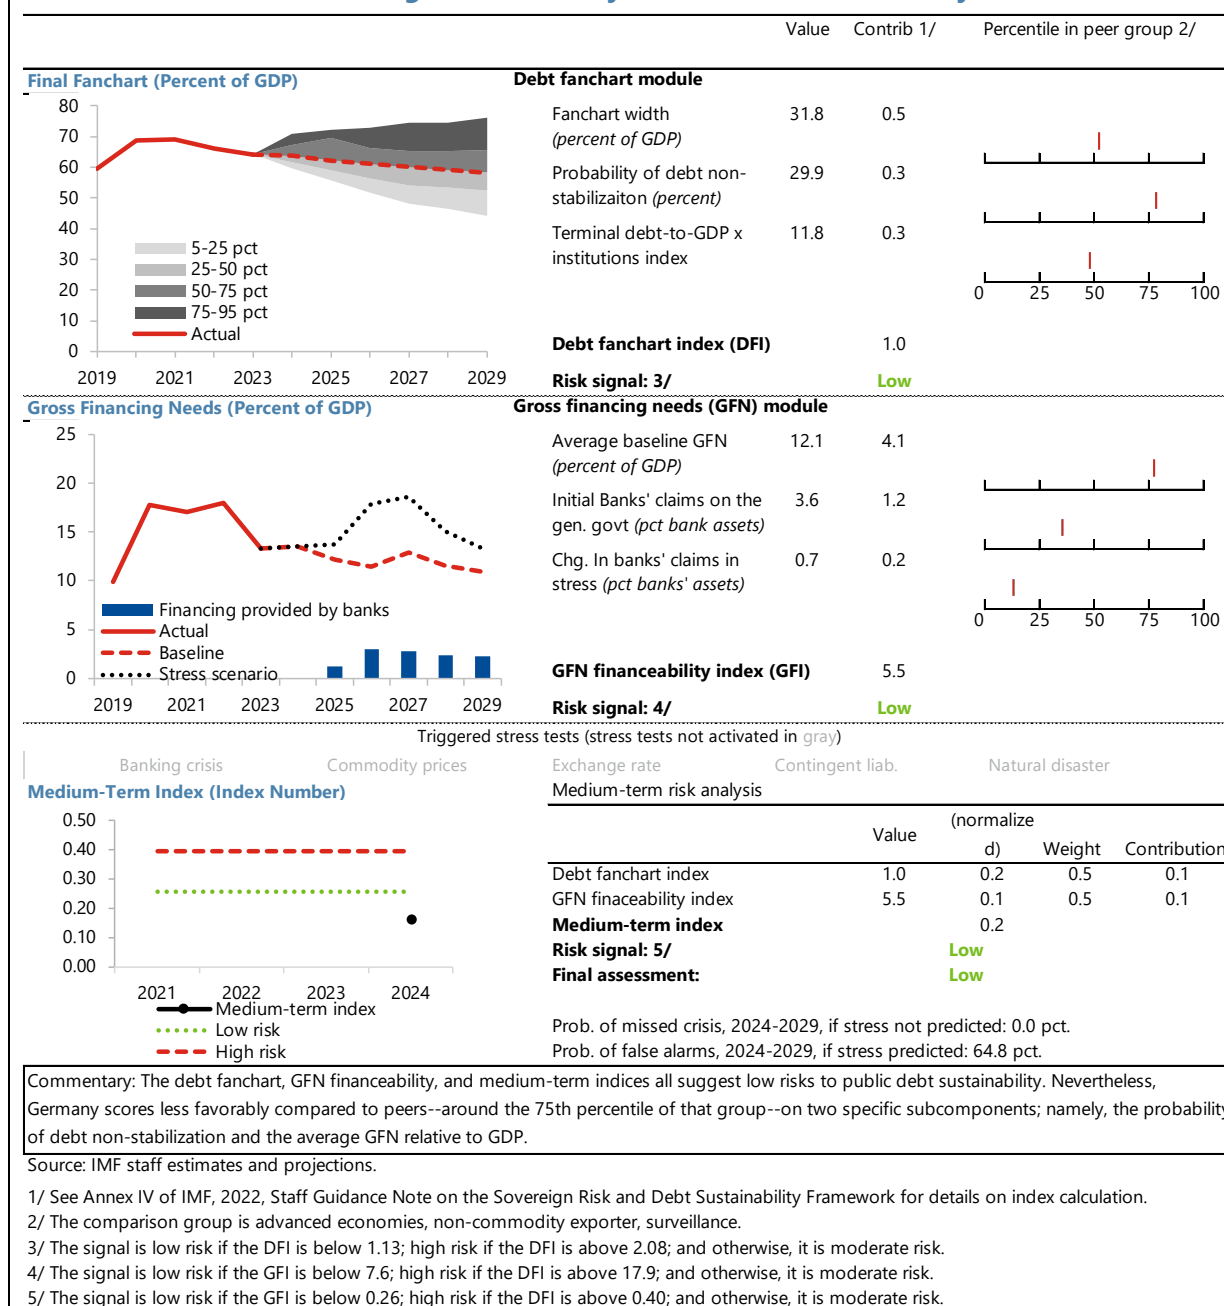 Value Contrib 1/ Percentile in peer group 2/
Final Fanchart (Percent of GDP)
80
70
60
50
40
30
20
10
0
5-25 pct
25-50 pct
50-75 pct
75-95 pct
Actual
2019 2021 2023 2025 2027 2029
Debt fanchart module
Fanchart width 31.8 0.5
(percent of GDP)
Probability of debt non- 29.9 0.3
stabilizaiton (percent)
Terminal debt-to-GDP x 11.8 0.3
institutions index
0 25 50 75 100
Debt fanchart index (DFI) 1.0
Risk signal: 3/ Low
Gross Financing Needs (Percent of GDP)
25
20
15
10
5
0
Financing provided by banks
Actual
Baseline
Stress scenario
2019 2021 2023 2025 2027 2029
Gross financing needs (GFN) module
Average baseline GFN 12.1 4.1
(percent of GDP)
Initial Banks' claims on the 3.6 1.2
gen. govt (pct bank assets)
Chg. In banks' claims in 0.7 0.2
stress (pct banks' assets)
0 25 50 75 100
GFN financeability index (GFI) 5.5
Risk signal: 4/ Low
Triggered stress tests (stress tests not activated in gray)
Banking crisis Commodity prices Exchange rate Contingent liab. Natural disaster
Medium-Term Index (Index Number)
0.50
0.40
0.30
0.20
0.10
0.00
2021 2022 2023 2024
Medium-term index
Low risk
High risk
Medium-term risk analysis
Value (normalize
d) Weight Contribution
Debt fanchart index 1.0 0.2 0.5 0.1
GFN finaceability index 5.5 0.1 0.5 0.1
Medium-term index 0.2
Risk signal: 5/ Low
Final assessment: Low
Prob. of missed crisis, 2024-2029, if stress not predicted: 0.0 pct.
Prob. of false alarms, 2024-2029, if stress predicted: 64.8 pct.
Commentary: The debt fanchart, GFN financeability, and medium-term indices all suggest low risks to public debt sustainability. Nevertheless,
Germany scores less favorably compared to peers--around the 75th percentile of that group--on two specific subcomponents; namely, the probability
of debt non-stabilization and the average GFN relative to GDP.
Source: IMF staff estimates and projections.
1/ See Annex IV of IMF, 2022, Staff Guidance Note on the Sovereign Risk and Debt Sustainability Framework for details on index calculation.
2/ The comparison group is advanced economies, non-commodity exporter, surveillance.
3/ The signal is low risk if the DFI is below 1.13; high risk if the DFI is above 2.08; and otherwise, it is moderate risk.
4/ The signal is low risk if the GFI is below 7.6; high risk if the DFI is above 17.9; and otherwise, it is moderate risk.
5/ The signal is low risk if the GFI is below 0.26; high risk if the DFI is above 0.40; and otherwise, it is moderate risk.